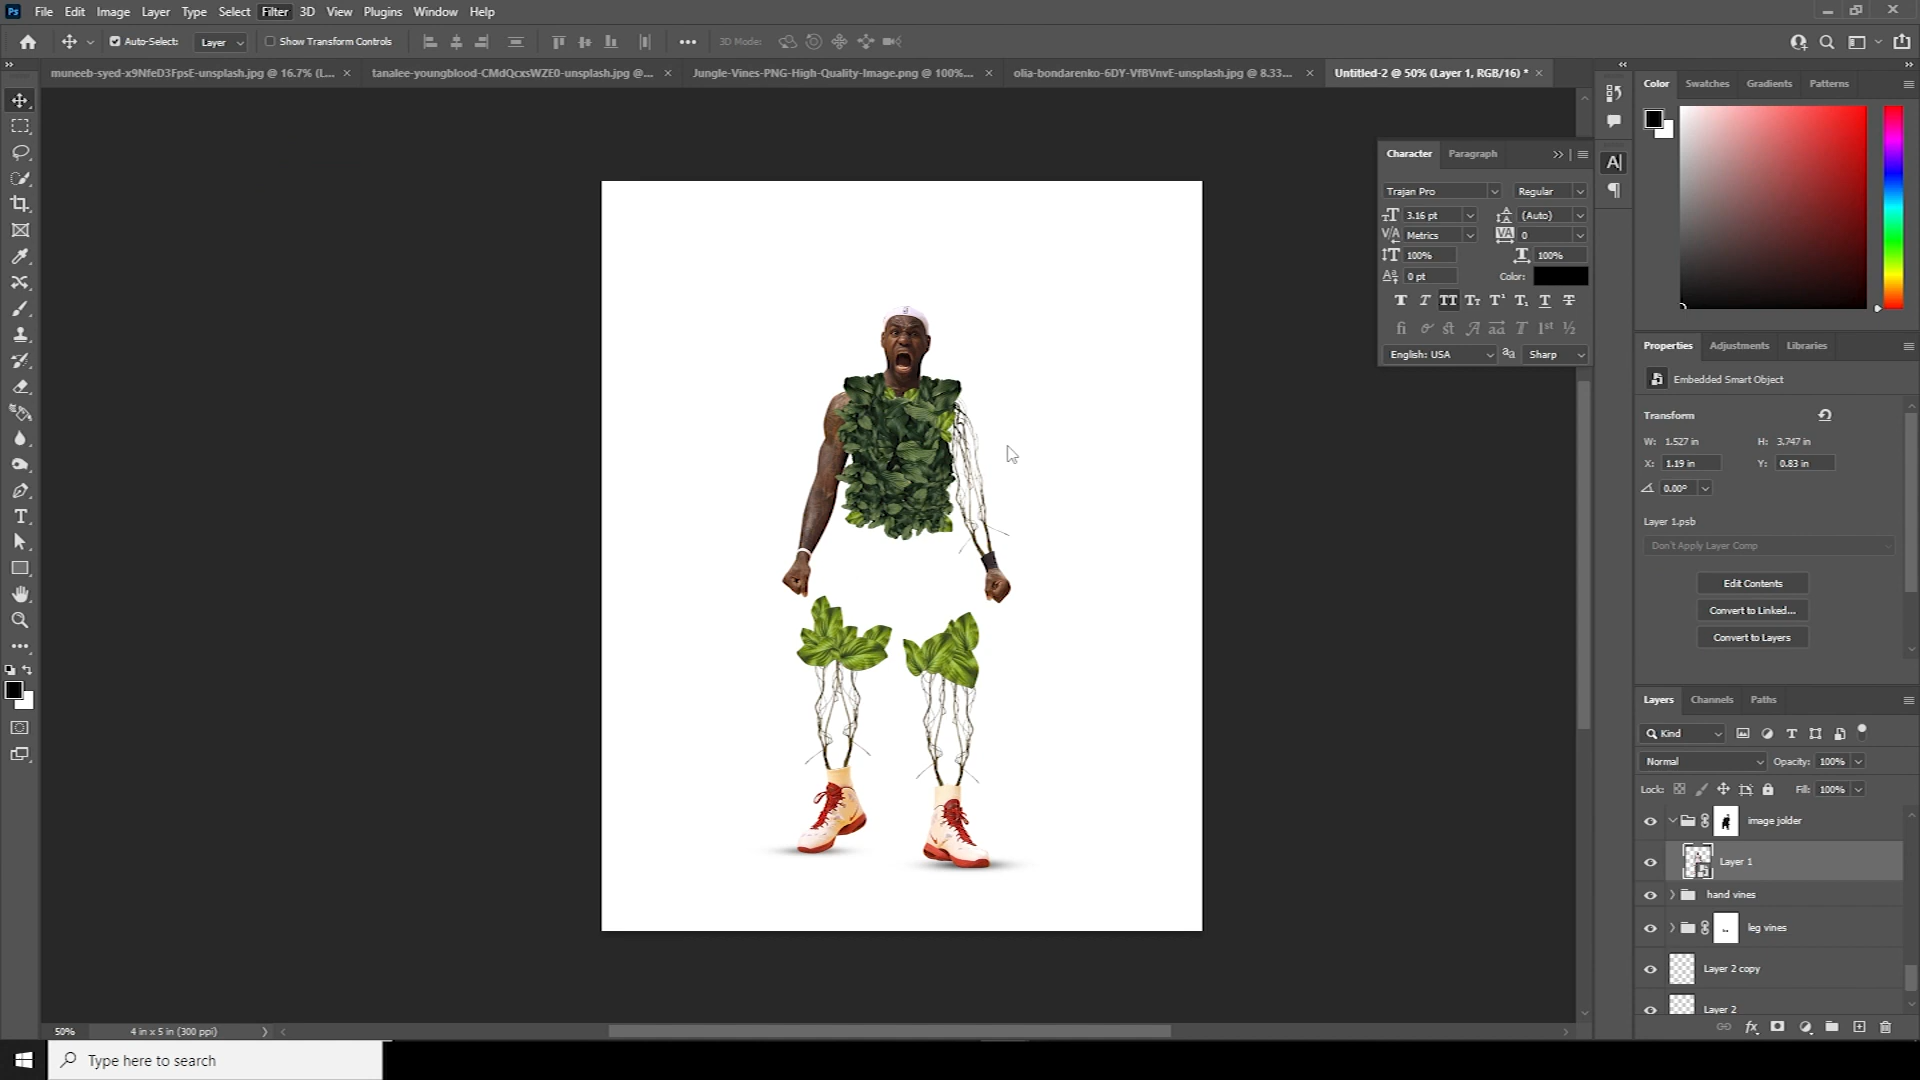 Ps File Edit Image Layer Type Select Filter 3D View Plugins Window Help
Auto-Select: Layer Show Transform Controls 3D Mode:
muneeb-syed-x9NfeD3FpsE-unsplash.jpg @ 16.7% (L... × tanalee-youngblood-CMdQcxsWZE0-unsplash.jpg @... × Jungle-Vines-PNG-High-Quality-Image.png @ 100%... × olia-bondarenko-6DY-VfBVnvE-unsplash.jpg @ 8.33... × Untitled-2 @ 50% (Layer 1, RGB/16) * ×
Color Swatches Gradients Patterns
Character Paragraph
Trajan Pro Regular
3.16 pt (Auto)
Metrics 0
100% 100%
0 pt Color:
English: USA aa Sharp
Properties Adjustments Libraries
Embedded Smart Object
Transform
W: 1.527 in H: 3.747 in
X: 1.19 in Y: 0.83 in
0.00°
Layer 1.psb
Don't Apply Layer Comp
Edit Contents
Convert to Linked...
Convert to Layers
Layers Channels Paths
Kind
Normal Opacity: 100%
Lock: Fill: 100%
image jolder
Layer 1
hand vines
leg vines
Layer 2 copy
Layer 2
50% 4 in x 5 in (300 ppi)
Type here to search